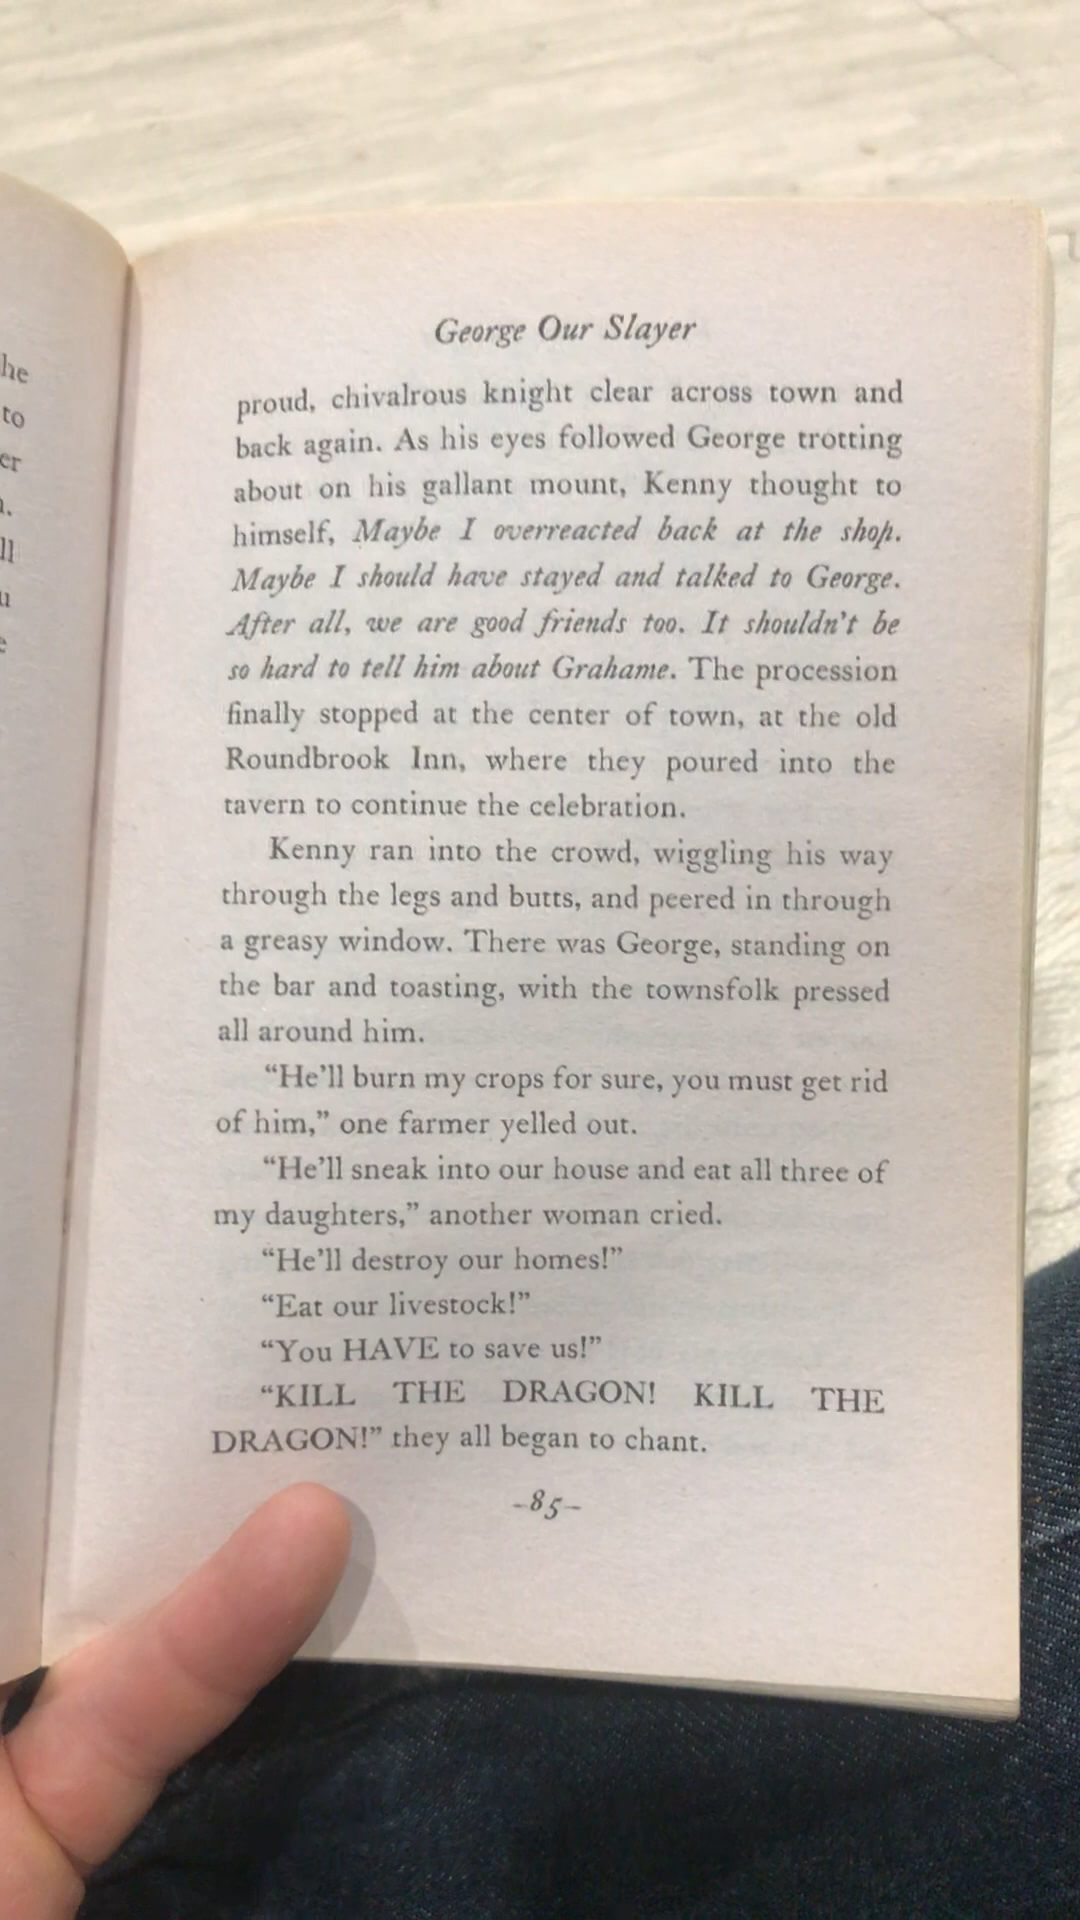 he
to
er
ll
u
e
George Our Slayer
proud, chivalrous knight clear across town and
back again. As his eyes followed George trotting
about on his gallant mount, Kenny thought to
himself, Maybe I overreacted back at the shop.
Maybe I should have stayed and talked to George.
After all, we are good friends too. It shouldn't be
so hard to tell him about Grahame. The procession
finally stopped at the center of town, at the old
Roundbrook Inn, where they poured into the
tavern to continue the celebration.
Kenny ran into the crowd, wiggling his way
through the legs and butts, and peered in through
a greasy window. There was George, standing on
the bar and toasting, with the townsfolk pressed
all around him.
“He’ll burn my crops for sure, you must get rid
of him,” one farmer yelled out.
“He’ll sneak into our house and eat all three of
my daughters,” another woman cried.
“He’ll destroy our homes!”
“Eat our livestock!”
“You HAVE to save us!”
“KILL THE DRAGON! KILL THE
DRAGON!” they all began to chant.
-85-